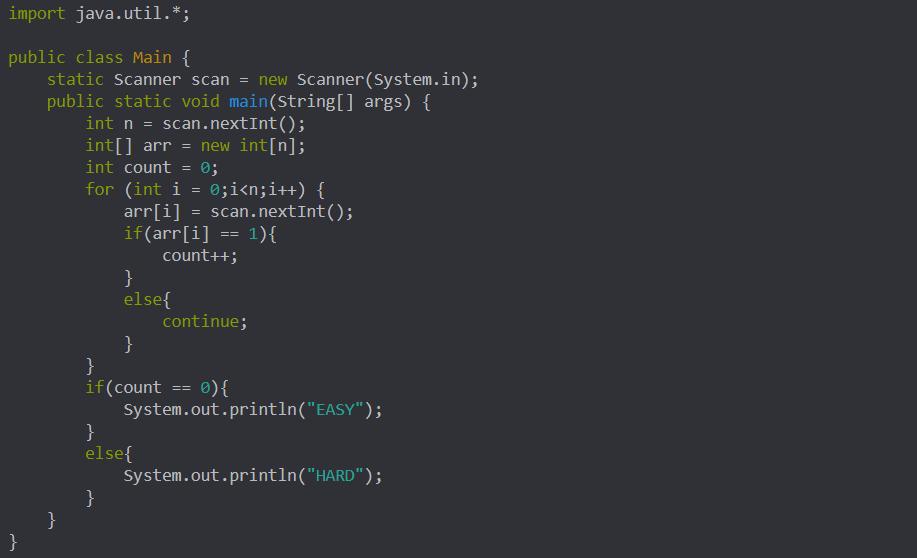 import java.util.*;

public class Main {
    static Scanner scan = new Scanner(System.in);
    public static void main(String[] args) {
        int n = scan.nextInt();
        int[] arr = new int[n];
        int count = 0;
        for (int i = 0;i<n;i++) {
            arr[i] = scan.nextInt();
            if(arr[i] == 1){
                count++;
            }
            else{
                continue;
            }
        }
        if(count == 0){
            System.out.println("EASY");
        }
        else{
            System.out.println("HARD");
        }
    }
}